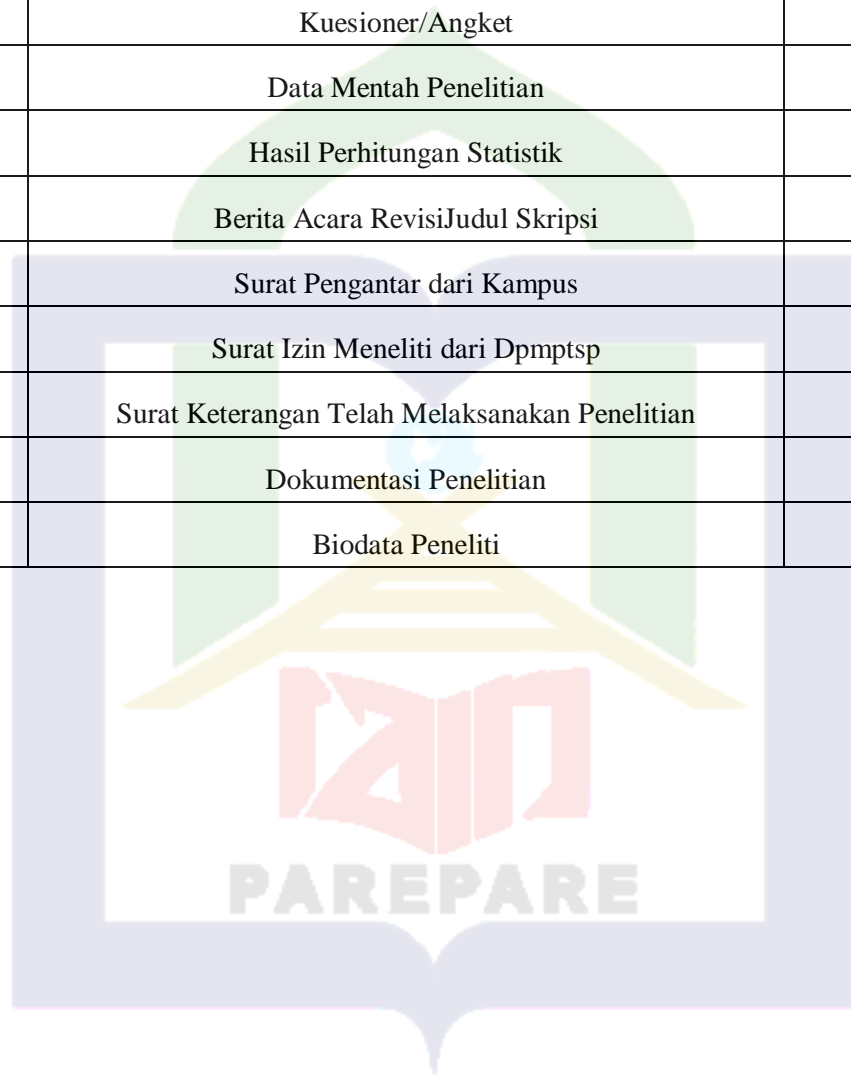 Kuesioner/Angket
Data Mentah Penelitian
Hasil Perhitungan Statistik
Berita Acara RevisiJudul Skripsi
Surat Pengantar dari Kampus
Surat Izin Meneliti dari Dpmptsp
Surat Keterangan Telah Melaksanakan Penelitian
Dokumentasi Penelitian
Biodata Peneliti
iain
PAREPARE